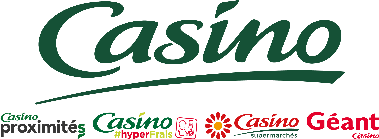 Casino
Casino
proximités
Casino
#hyperFrais
Casino
supermarchés
Géant
Casino